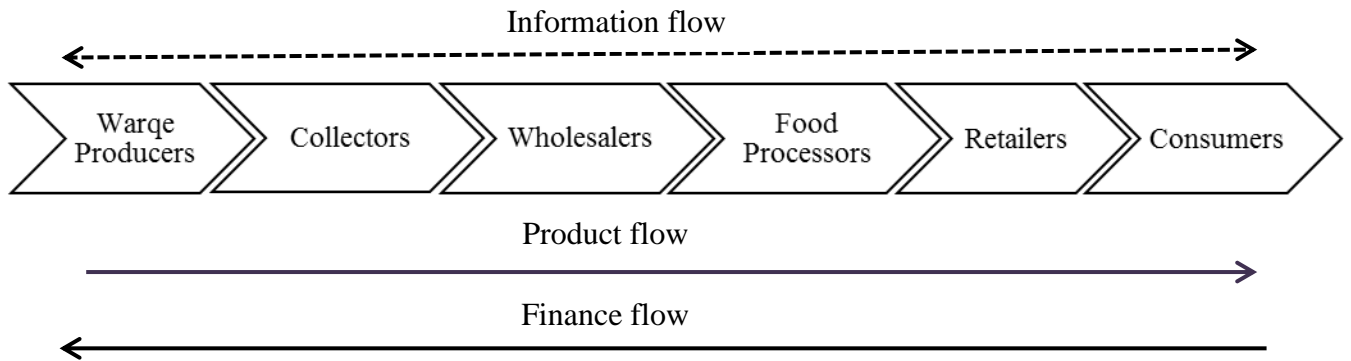 Information flow
Warqe
Producers
Collectors
Wholesalers
Food
Processors
Retailers
Consumers
Product flow
Finance flow